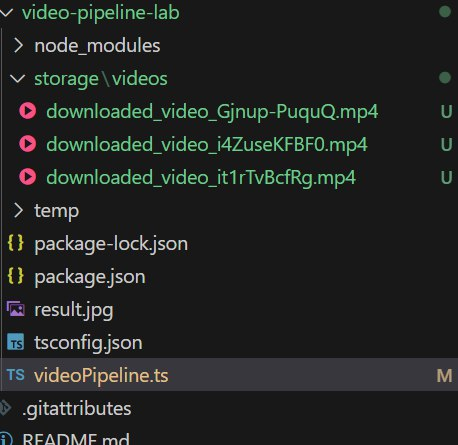 video-pipeline-lab
node_modules
storage\videos
downloaded_video_Gjnup-PuquQ.mp4 U
downloaded_video_i4ZuseKFBF0.mp4 U
downloaded_video_it1rTvBcfRg.mp4 U
temp
{} package-lock.json
{} package.json
result.jpg
TS tsconfig.json
TS videoPipeline.ts M
.gitattributes
README.md